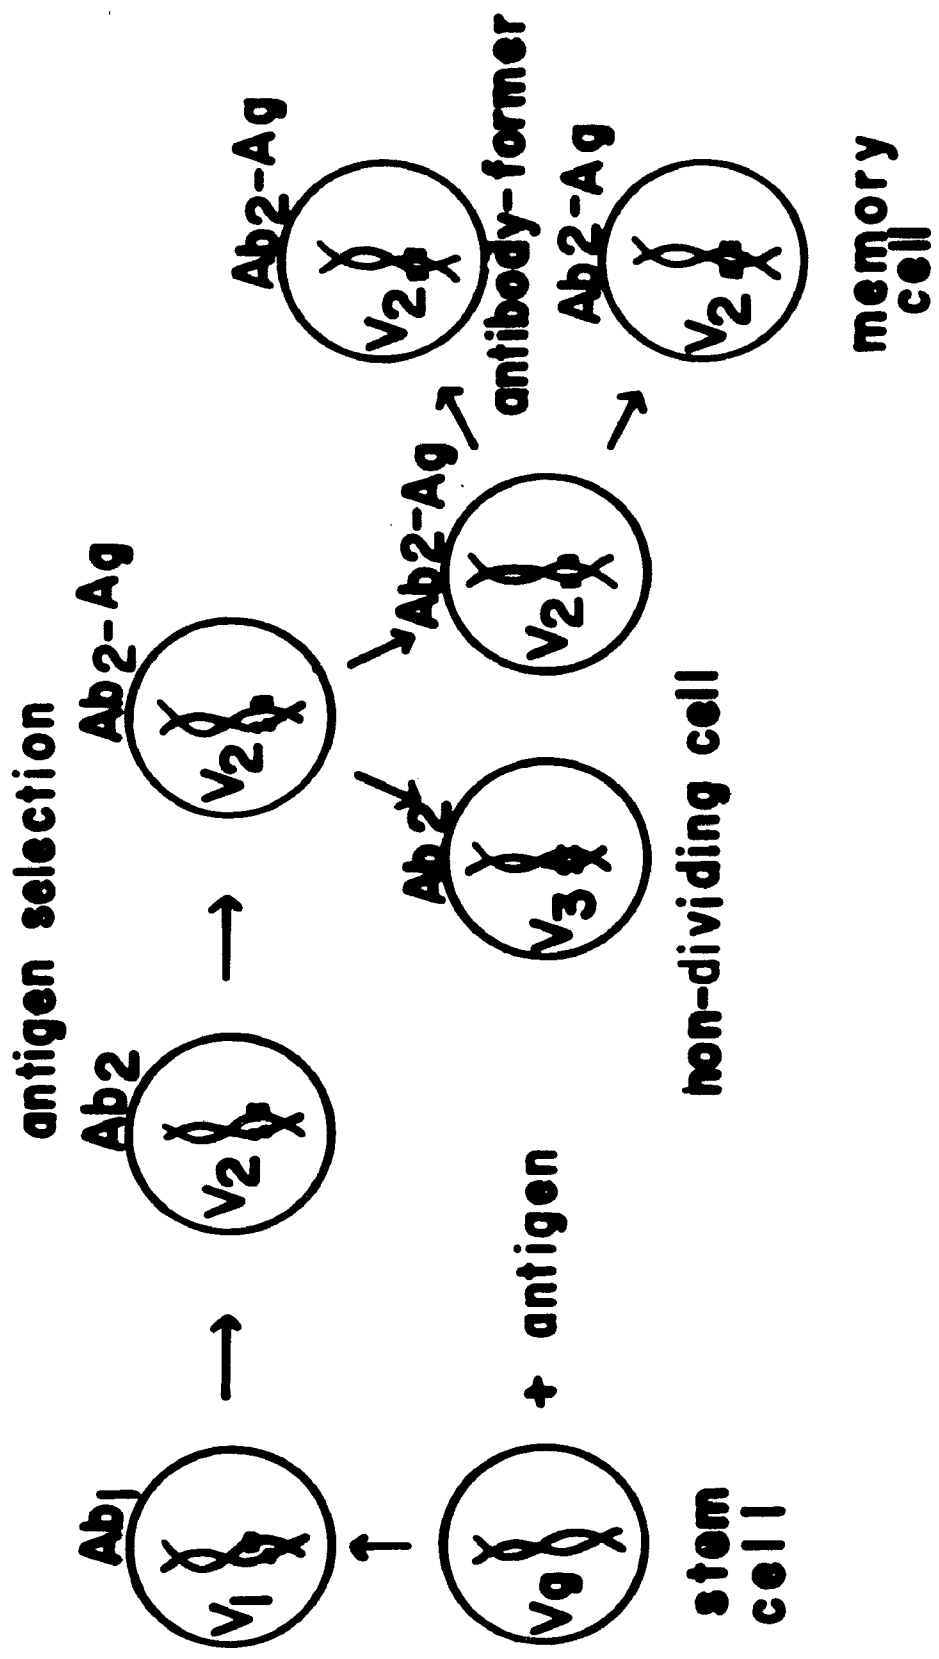 antigen selection
Ab1
V1
Ab2
V2
Ab2-Ag
V2
stem
cell
Vg
+ antigen
Ab2
V3
non-dividing cell
Ab2-Ag
V2
Ab2-Ag
V2
antibody-former
Ab2-Ag
V2
memory
cell